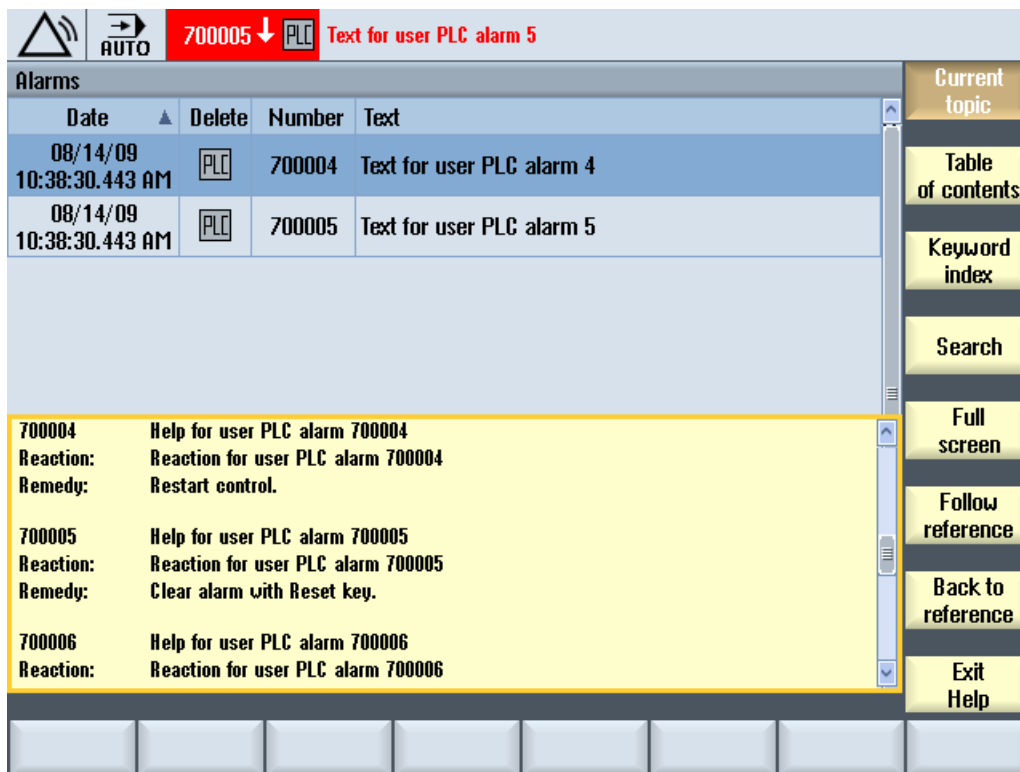 AUTO 700005 PLC Text for user PLC alarm 5
Alarms
Date Delete Number Text
08/14/09
10:38:30.443 AM PLC 700004 Text for user PLC alarm 4
08/14/09
10:38:30.443 AM PLC 700005 Text for user PLC alarm 5
700004 Help for user PLC alarm 700004
Reaction: Reaction for user PLC alarm 700004
Remedy: Restart control.
700005 Help for user PLC alarm 700005
Reaction: Reaction for user PLC alarm 700005
Remedy: Clear alarm with Reset key.
700006 Help for user PLC alarm 700006
Reaction: Reaction for user PLC alarm 700006
Current
topic
Table
of contents
Keyword
index
Search
Full
screen
Follow
reference
Back to
reference
Exit
Help